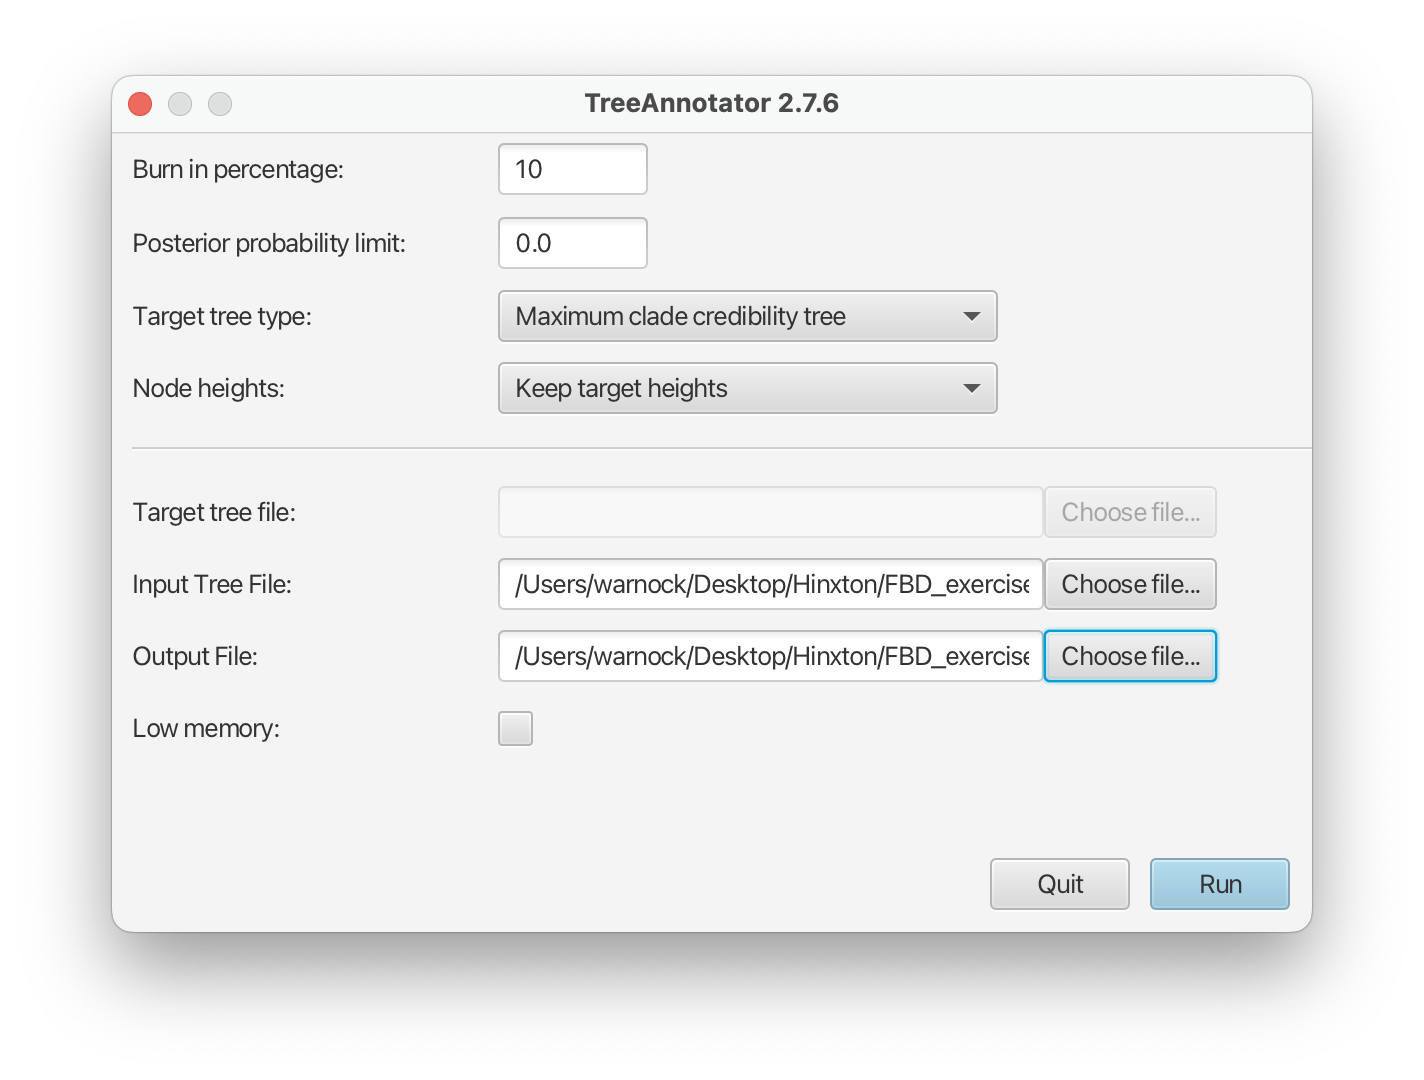 TreeAnnotator 2.7.6
Burn in percentage: 10
Posterior probability limit: 0.0
Target tree type: Maximum clade credibility tree
Node heights: Keep target heights
Target tree file: Choose file...
Input Tree File: /Users/warnock/Desktop/Hinxton/FBD_exercise Choose file...
Output File: /Users/warnock/Desktop/Hinxton/FBD_exercise Choose file...
Low memory:
Quit Run